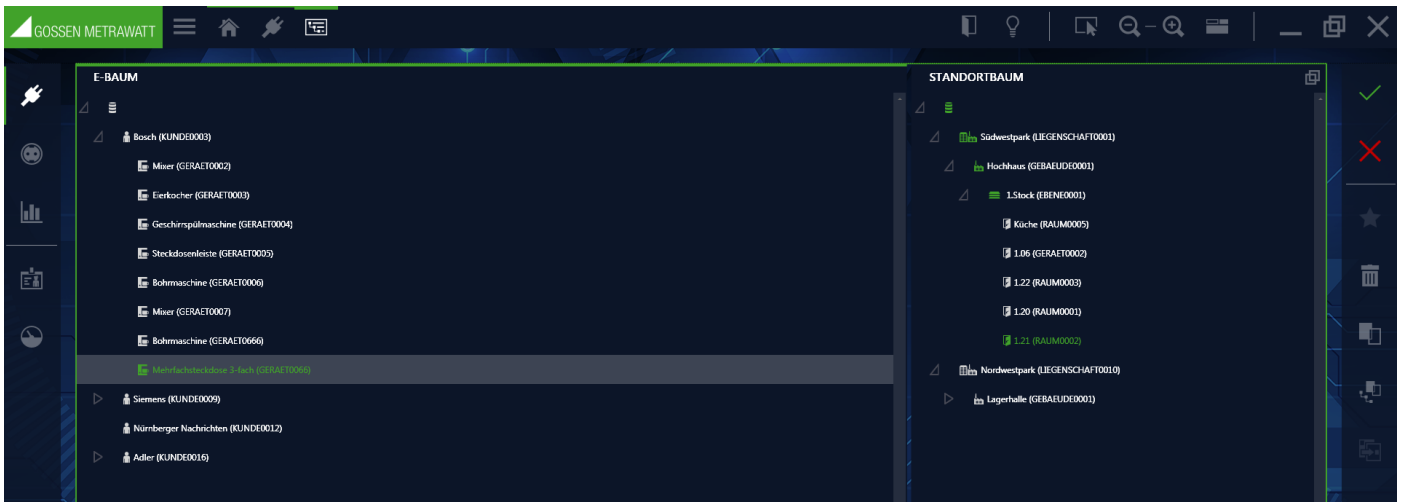 GOSSEN METRAWATT
E-BAUM
Bosch (KUNDE0003)
Mixer (GERAET0002)
Eierkocher (GERAET0003)
Geschirrspülmaschine (GERAET0004)
Steckdosenleiste (GERAET0005)
Bohrmaschine (GERAET0006)
Mixer (GERAET0007)
Bohrmaschine (GERAET0666)
Mehrfachsteckdose 3-fach (GERAET0066)
Siemens (KUNDE0009)
Nürnberger Nachrichten (KUNDE0012)
Adler (KUNDE0016)
STANDORTBAUM
Südwestpark (LIEGENSCHAFT0001)
Hochhaus (GEBAEUDE0001)
1.Stock (EBENE0001)
Küche (RAUM0005)
1.06 (GERAET0002)
1.22 (RAUM0003)
1.20 (RAUM0001)
1.21 (RAUM0002)
Nordwestpark (LIEGENSCHAFT0010)
Lagerhalle (GEBAEUDE0001)